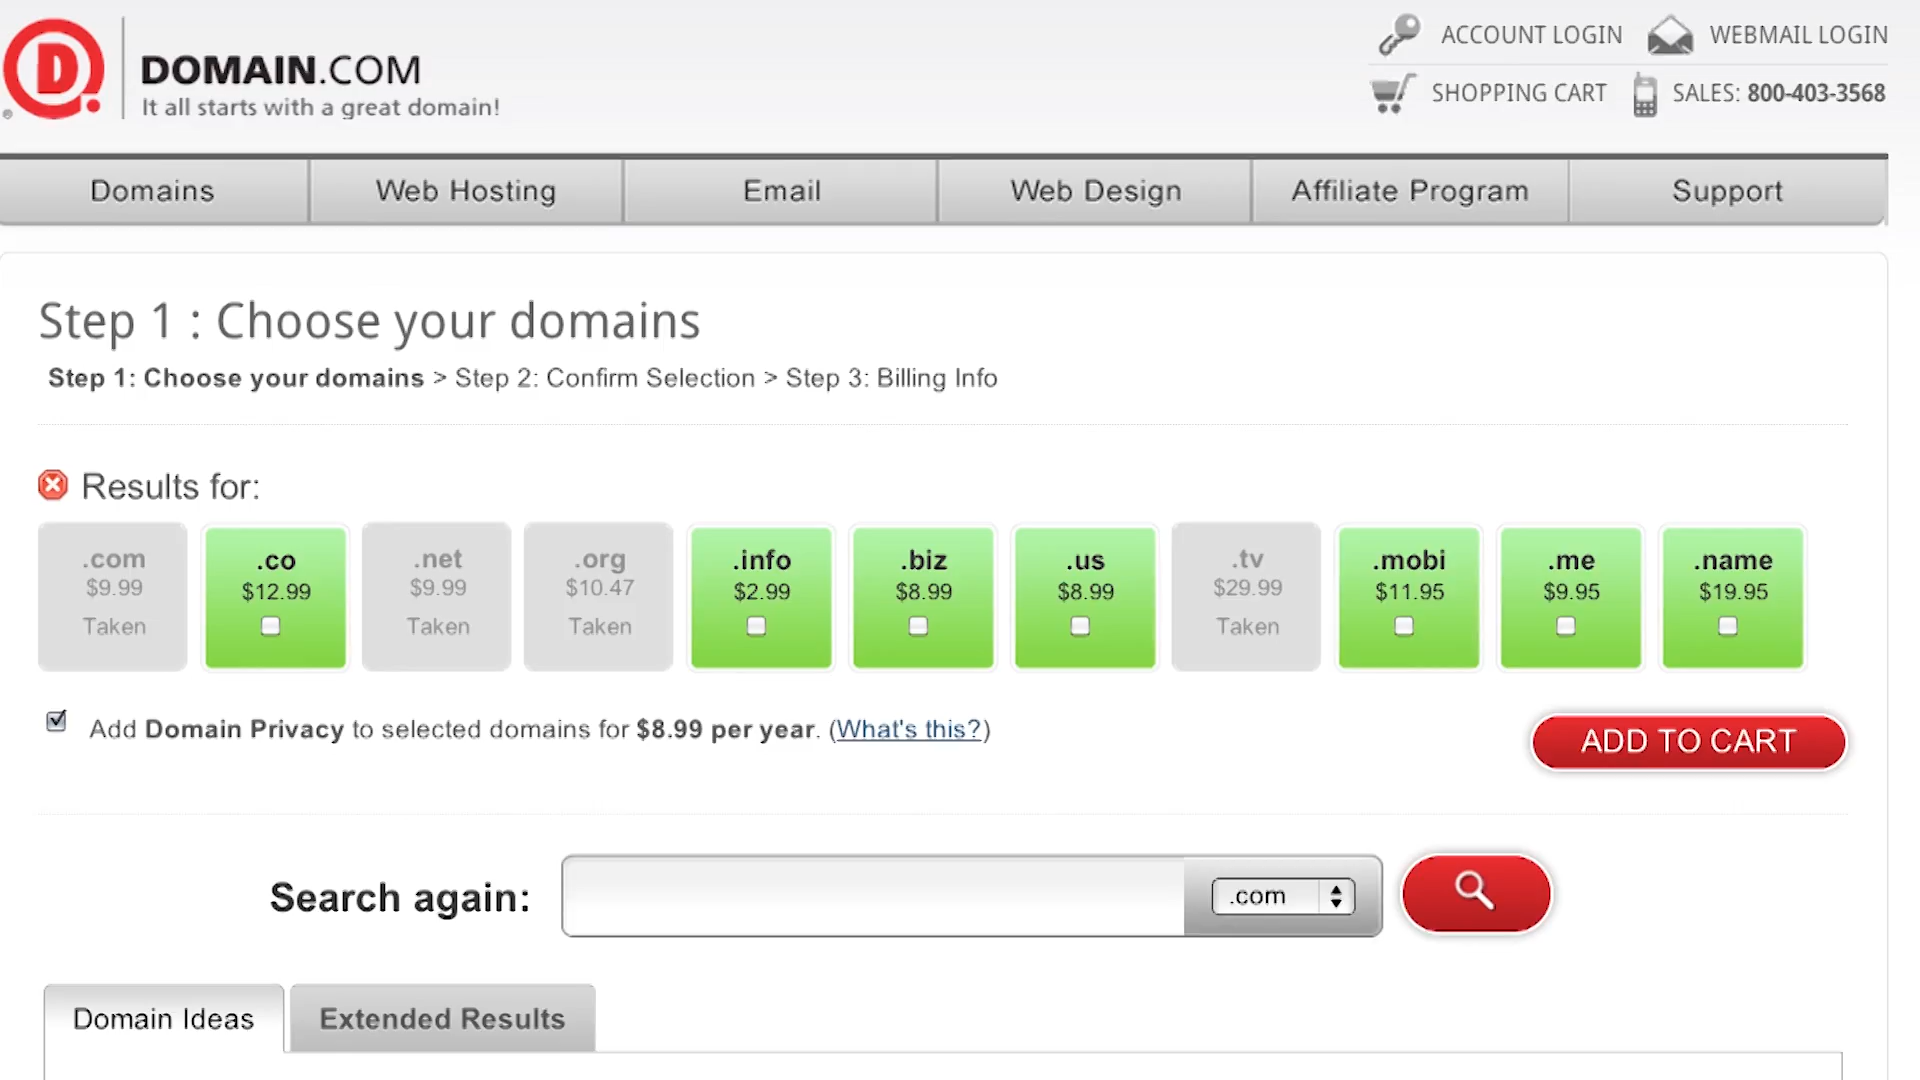 D
®
DOMAIN.COM
It all starts with a great domain!
ACCOUNT LOGIN
WEBMAIL LOGIN
SHOPPING CART
SALES: 800-403-3568
Domains
Web Hosting
Email
Web Design
Affiliate Program
Support
Step 1 : Choose your domains
Step 1: Choose your domains > Step 2: Confirm Selection > Step 3: Billing Info
Results for:
.com
$9.99
Taken
.co
$12.99
.net
$9.99
Taken
.org
$10.47
Taken
.info
$2.99
.biz
$8.99
.us
$8.99
.tv
$29.99
Taken
.mobi
$11.95
.me
$9.95
.name
$19.95
Add Domain Privacy to selected domains for $8.99 per year. (What's this?)
ADD TO CART
Search again:
.com
Domain Ideas
Extended Results